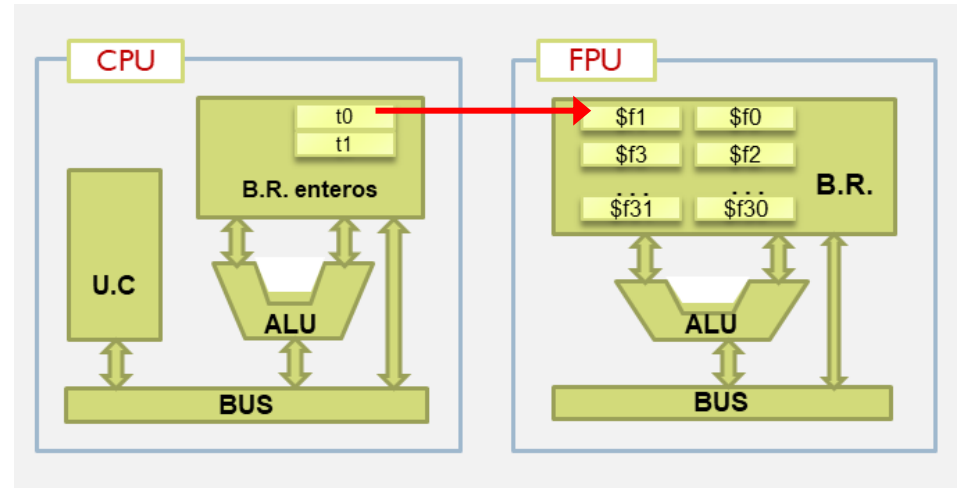 CPU
t0
t1
B.R. enteros
U.C
ALU
BUS
FPU
$f1 $f0
$f3 $f2
B.R.
. . . . . .
$f31 $f30
ALU
BUS